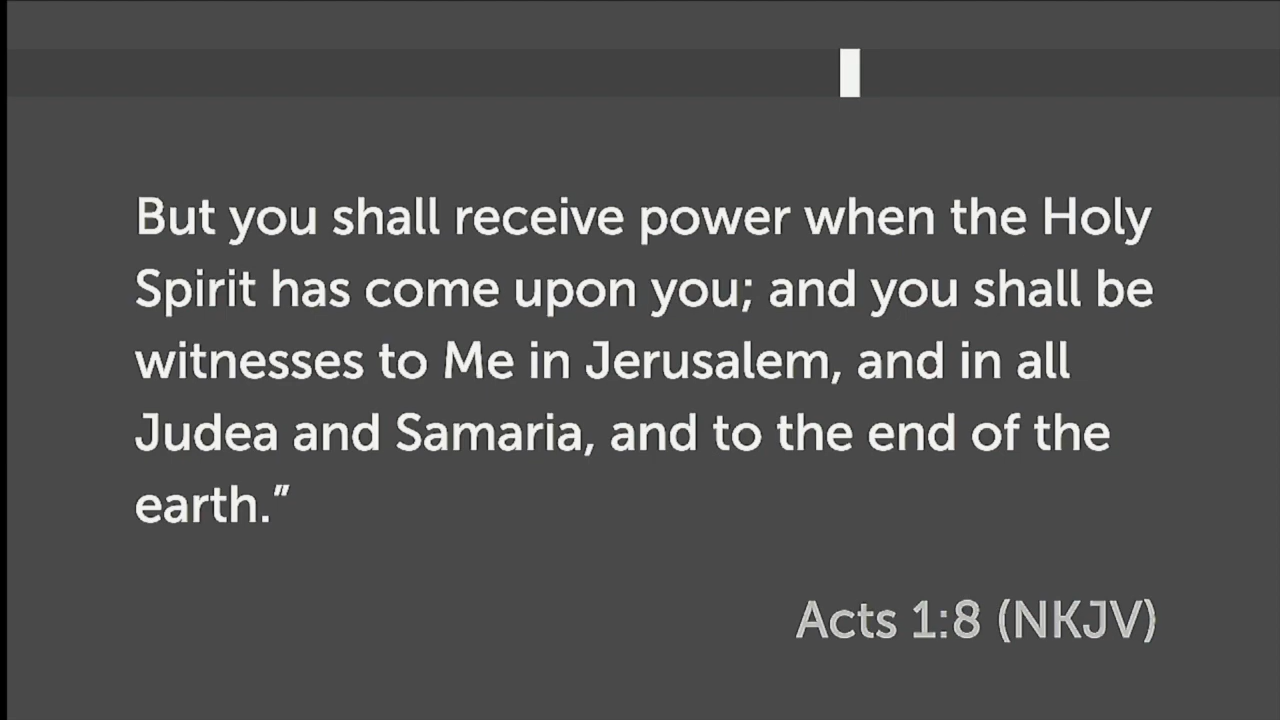 But you shall receive power when the Holy
Spirit has come upon you; and you shall be
witnesses to Me in Jerusalem, and in all
Judea and Samaria, and to the end of the
earth.”
Acts 1:8 (NKJV)